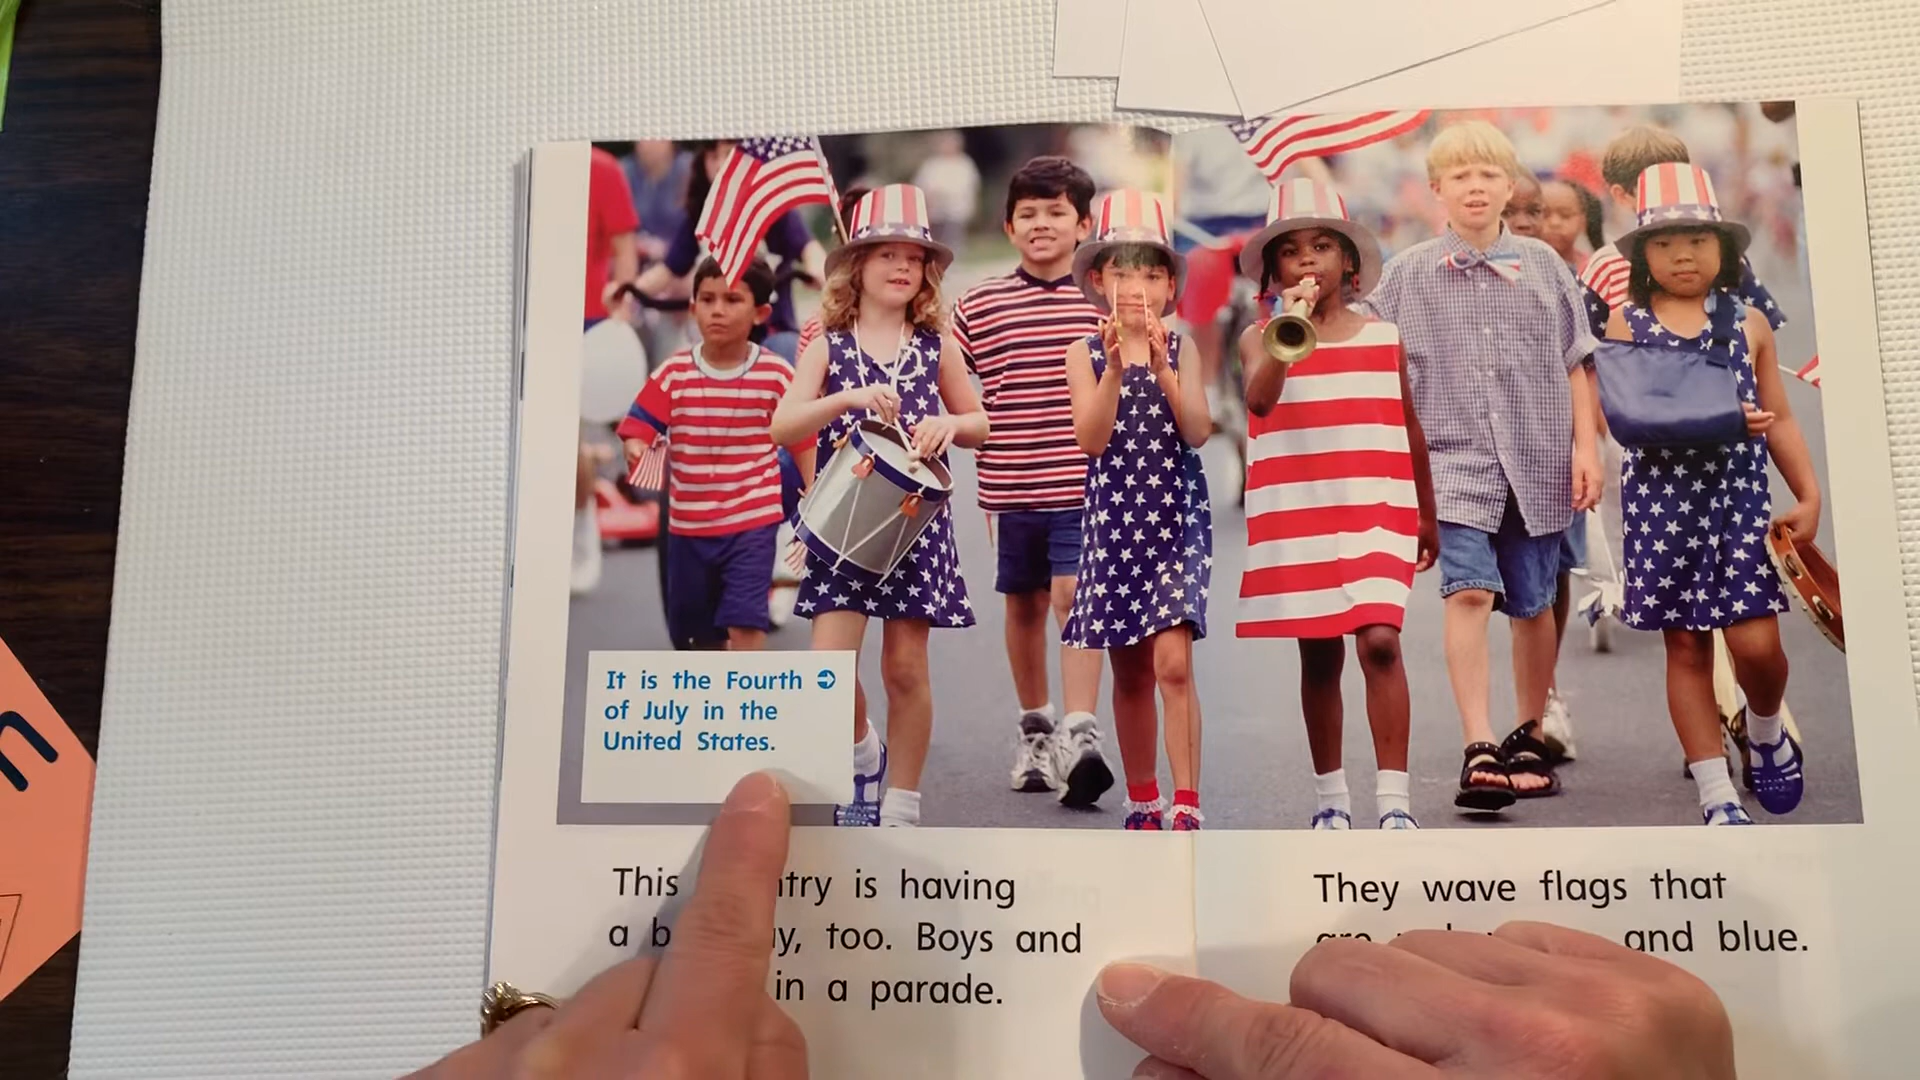 It is the Fourth
of July in the
United States.
This is having
a too. Boys and
in a parade.
They wave flags that
and blue.
n